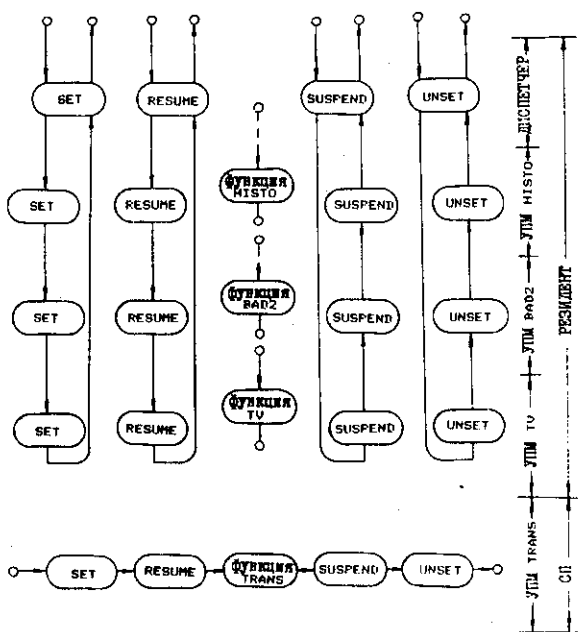 SET
RESUME
SUSPEND
UNSET
ДИСПЕТЧЕР
ФУНКЦИЯ
HISTO
SET
RESUME
SUSPEND
UNSET
УПМ HISTO
ФУНКЦИЯ
BAD2
SET
RESUME
SUSPEND
UNSET
УПМ BAD2
РЕЗИДЕНТ
ФУНКЦИЯ
TV
SET
RESUME
SUSPEND
UNSET
УПМ TV
SET
RESUME
ФУНКЦИЯ
TRANS
SUSPEND
UNSET
УПМ TRANS
СП